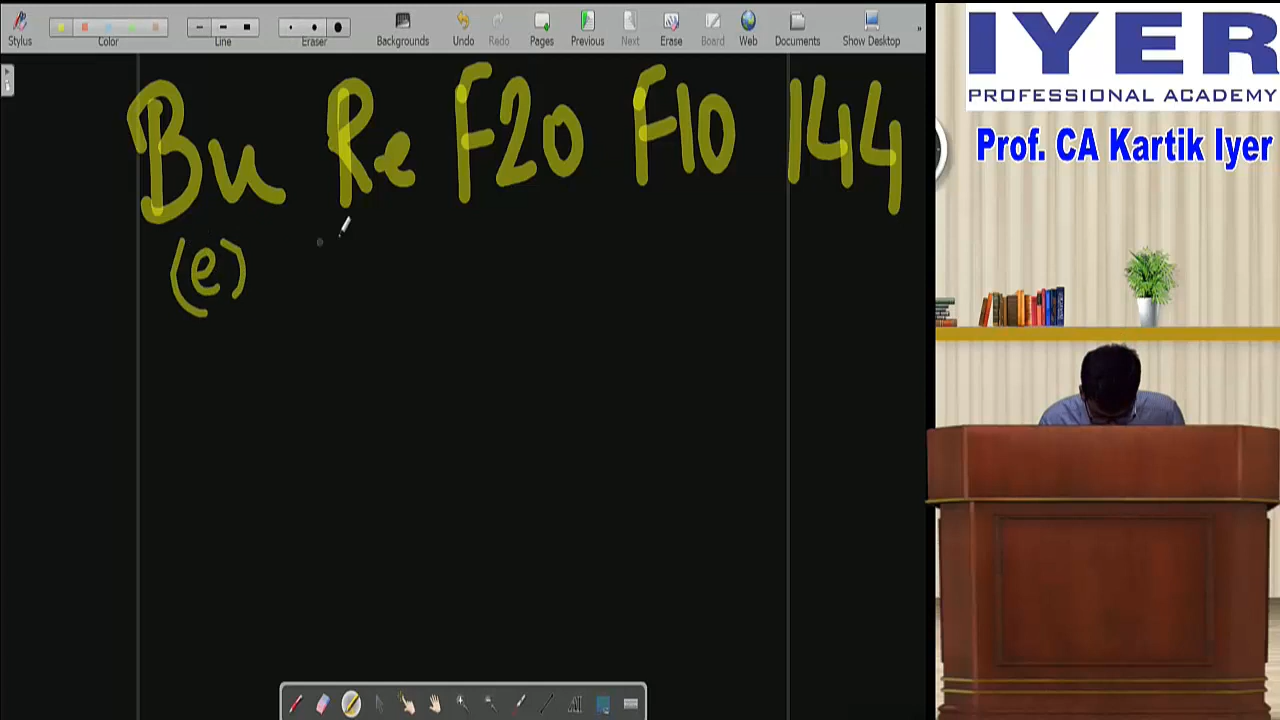 Stylus
Color
Line
Eraser
Backgrounds
Undo
Redo
Pages
Previous
Next
Erase
Board
Web
Documents
Show Desktop
»
Bu Re F20 F10 144
(e)
AI
IYER
PROFESSIONAL ACADEMY
Prof. CA Kartik Iyer